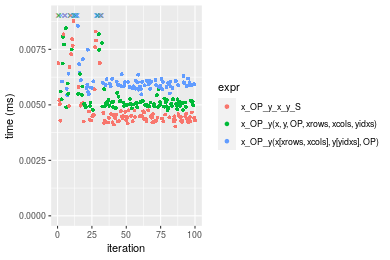 0.0075
0.0050
0.0025
0.0000
time (ms)
0
25
50
75
100
iteration
expr
x_OP_y_x_y_S
x_OP_y(x, y, OP, xrows, xcols, yidxs)
x_OP_y(x[xrows, xcols], y[yidxs], OP)